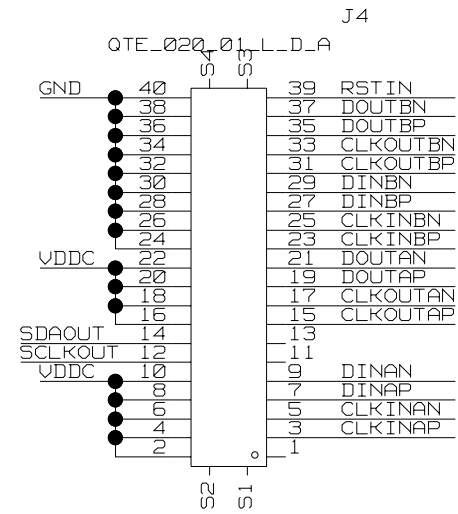 J4
QTE_020_01_L_D_A
S4 S3
GND 40 39 RSTIN
38 37 DOUTBN
36 35 DOUTBP
34 33 CLKOUTBN
32 31 CLKOUTBP
30 29 DINBN
28 27 DINBP
26 25 CLKINBN
24 23 CLKINBP
VDDC 22 21 DOUTAN
20 19 DOUTAP
18 17 CLKOUTAN
16 15 CLKOUTAP
SDAOUT 14 13
SCLKOUT 12 11
VDDC 10 9 DINAN
8 7 DINAP
6 5 CLKINAN
4 3 CLKINAP
2 1
S2 S1